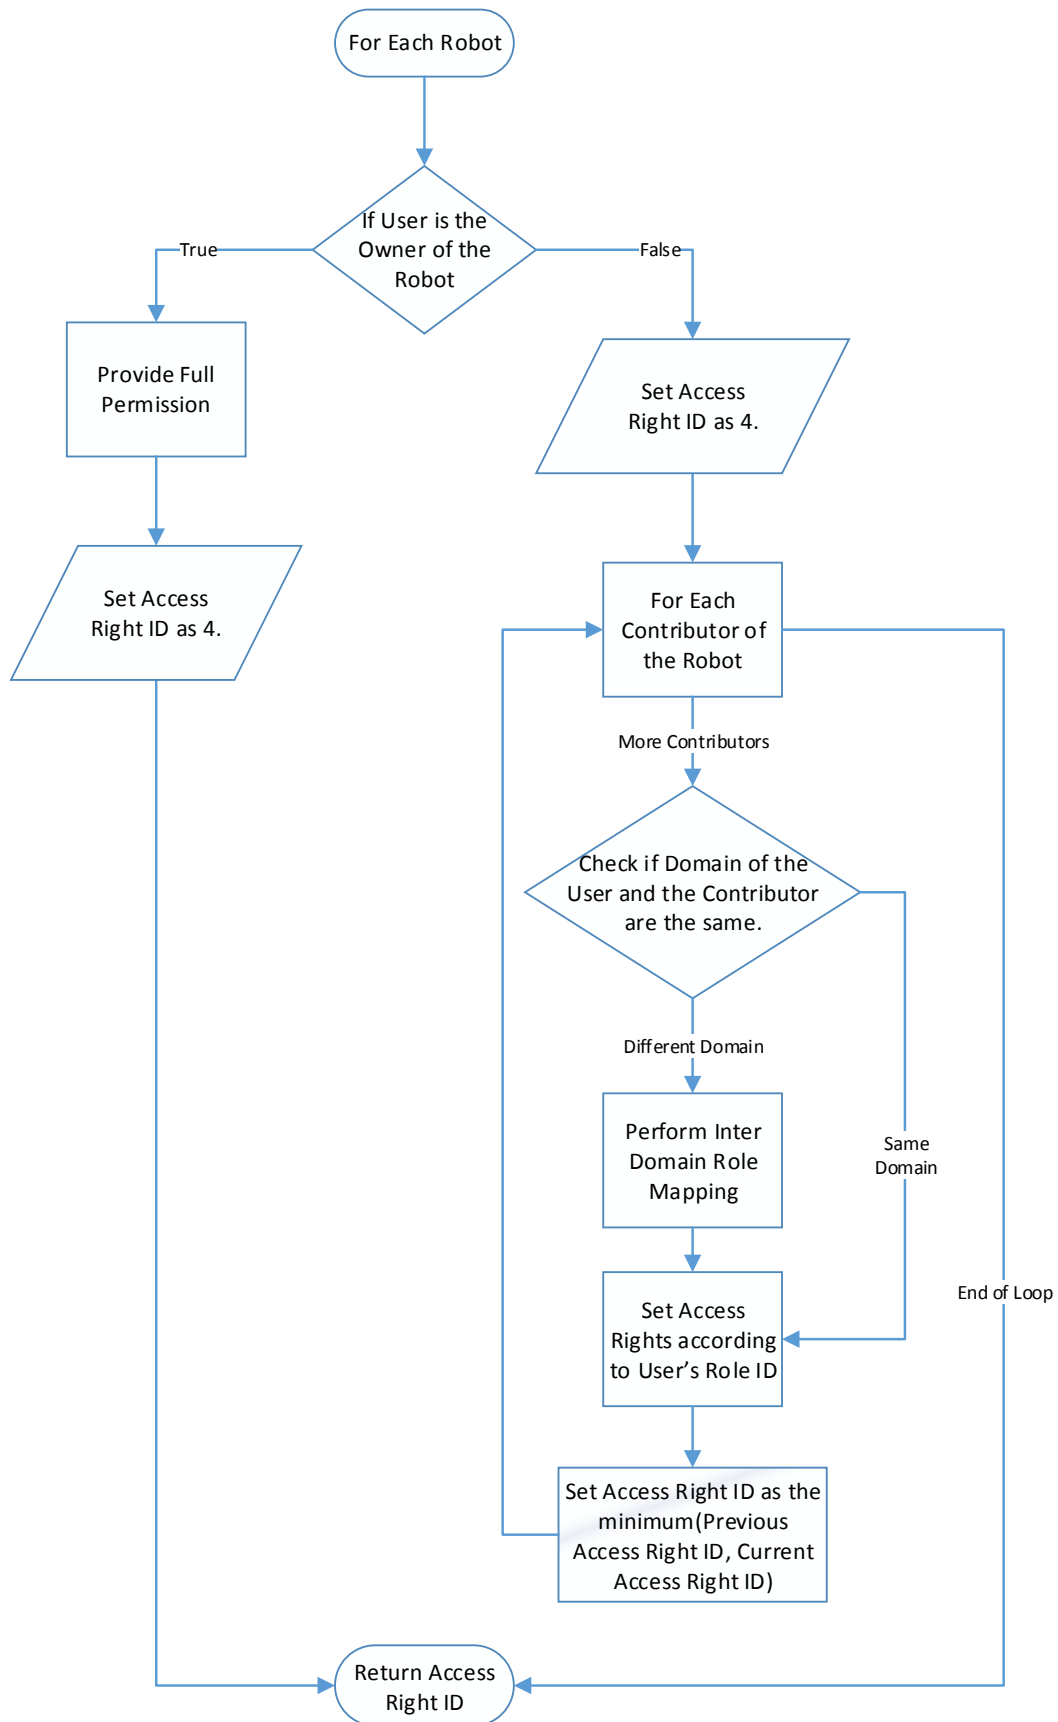 For Each Robot
If User is the
Owner of the
Robot
True
False
Provide Full
Permission
Set Access
Right ID as 4.
Set Access
Right ID as 4.
For Each
Contributor of
the Robot
More Contributors
Check if Domain of the
User and the Contributor
are the same.
Different Domain
Perform Inter
Domain Role
Mapping
Same
Domain
Set Access
Rights according
to User’s Role ID
End of Loop
Set Access Right ID as the
minimum(Previous
Access Right ID, Current
Access Right ID)
Return Access
Right ID